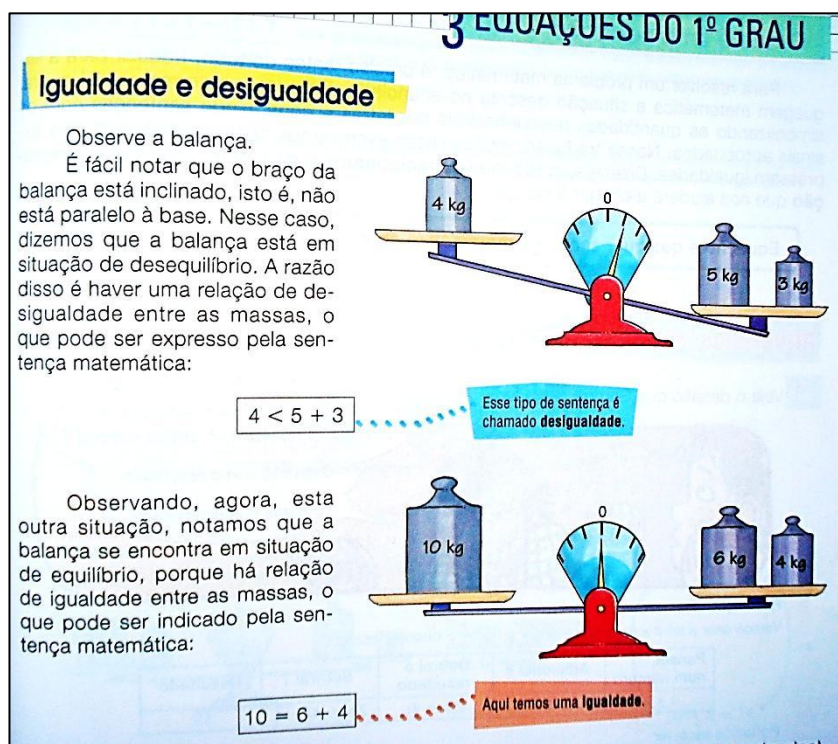 3 EQUAÇÕES DO 1º GRAU
Igualdade e desigualdade
Observe a balança.
É fácil notar que o braço da
balança está inclinado, isto é, não
está paralelo à base. Nesse caso,
dizemos que a balança está em
situação de desequilíbrio. A razão
disso é haver uma relação de de-
sigualdade entre as massas, o
que pode ser expresso pela sen-
tença matemática:
4 kg
0
5 kg
3 kg
4 < 5 + 3
Esse tipo de sentença é
chamado desigualdade.
Observando, agora, esta
outra situação, notamos que a
balança se encontra em situação
de equilíbrio, porque há relação
de igualdade entre as massas, o
que pode ser indicado pela sen-
tença matemática:
10 kg
0
6 kg
4 kg
10 = 6 + 4
Aqui temos uma igualdade.